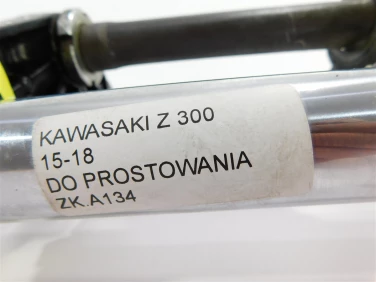 KAWASAKI Z 300
15-18
DO PROSTOWANIA
ZK.A134